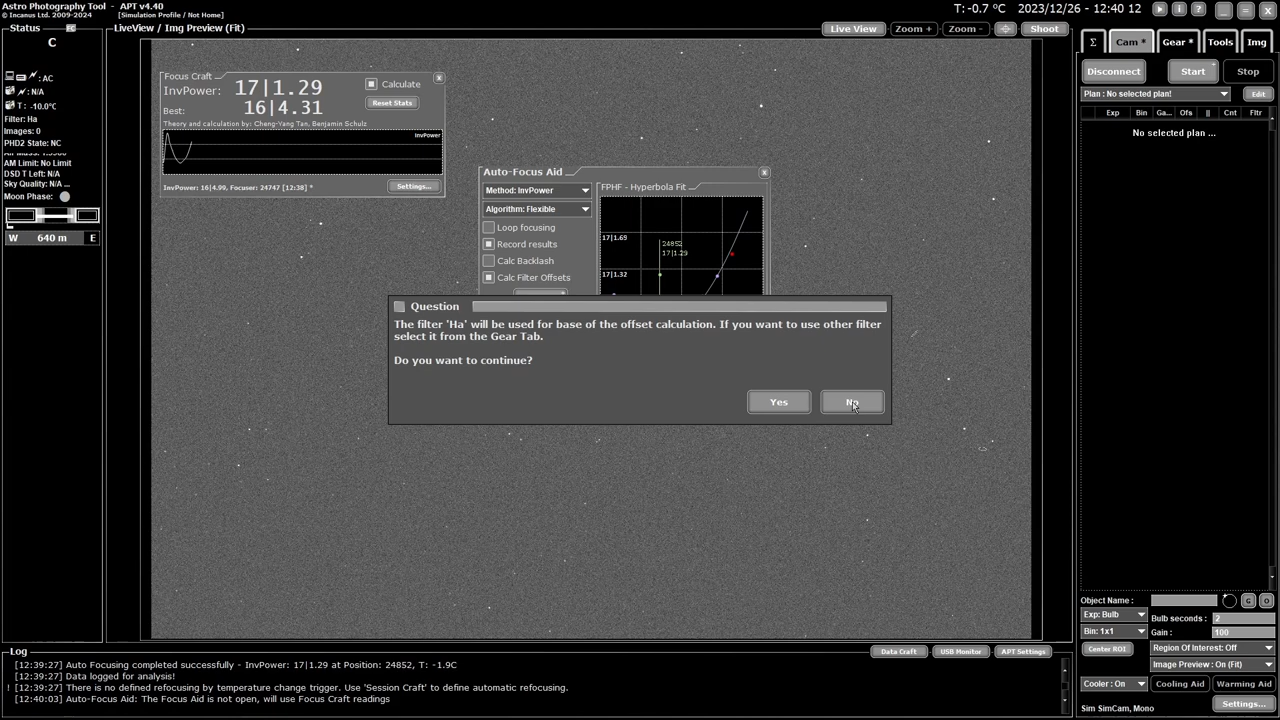 Astro Photography Tool - APT v4.40
© Incanus Ltd. 2009-2024 [Simulation Profile / Not Home]
T: -0.7 ºC 2023/12/26 - 12:40 12
Status
C
: AC
: N/A
T : -10.0°C
Filter: Ha
Images: 0
PHD2 State: NC
AM Limit: No Limit
DSD T Left: N/A
Sky Quality: N/A ...
Moon Phase:
W 640 m E
LiveView / Img Preview (Fit)
Live View Zoom + Zoom - Shoot
Focus Craft
InvPower: 17|1.29
Best: 16|4.31
Calculate
Reset Stats
Theory and calculation by: Cheng-Yang Tan, Benjamin Schulz
InvPower
InvPower: 16|4.99, Focuser: 24747 [12:38] *
Settings...
Auto-Focus Aid
Method: InvPower
Algorithm: Flexible
Loop focusing
Record results
Calc Backlash
Calc Filter Offsets
FPHF - Hyperbola Fit
17|1.69
24852
17|1.29
17|1.32
Question
The filter 'Ha' will be used for base of the offset calculation. If you want to use other filter
select it from the Gear Tab.
Do you want to continue?
Yes No
Σ Cam * Gear * Tools Img
Disconnect Start Stop
Plan : No selected plan! Edit
Exp Bin Ga... Ofs || Cnt Fltr
No selected plan ...
Object Name :
Exp: Bulb Bulb seconds : 2
Bin: 1x1 Gain : 100
Center ROI Region Of Interest: Off
Image Preview : On (Fit)
Cooler : On Cooling Aid Warming Aid
Sim SimCam, Mono Settings...
Log
Data Craft USB Monitor APT Settings
[12:39:27] Auto Focusing completed successfully - InvPower: 17|1.29 at Position: 24852, T: -1.9C
[12:39:27] Data logged for analysis!
! [12:39:27] There is no defined refocusing by temperature change trigger. Use 'Session Craft' to define automatic refocusing.
[12:40:03] Auto-Focus Aid: The Focus Aid is not open, will use Focus Craft readings